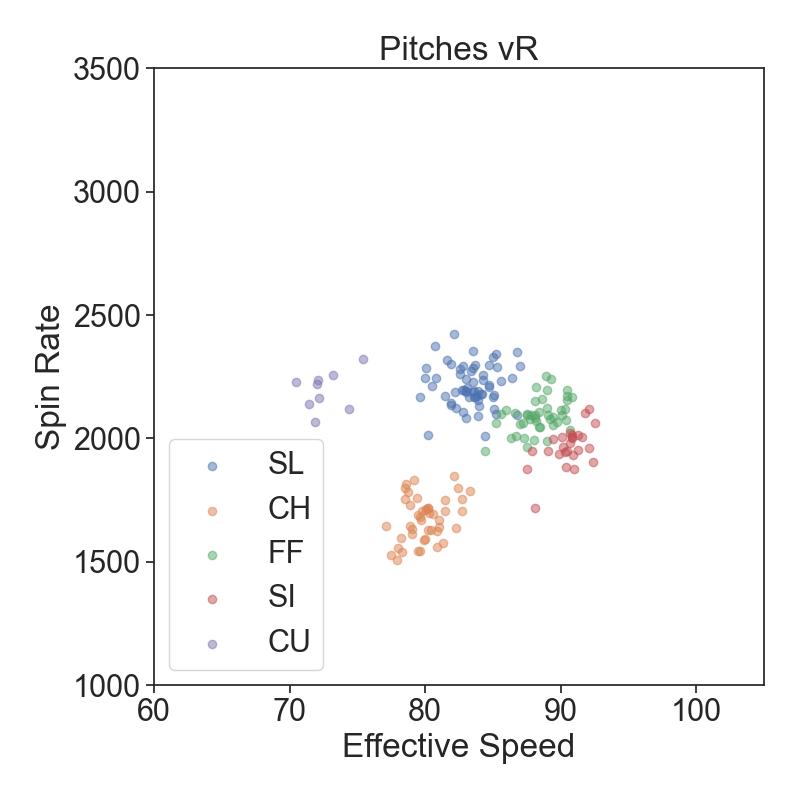 Pitches vR
3500
3000
2500
2000
1500
1000
Spin Rate
SL
CH
FF
SI
CU
60 70 80 90 100
Effective Speed